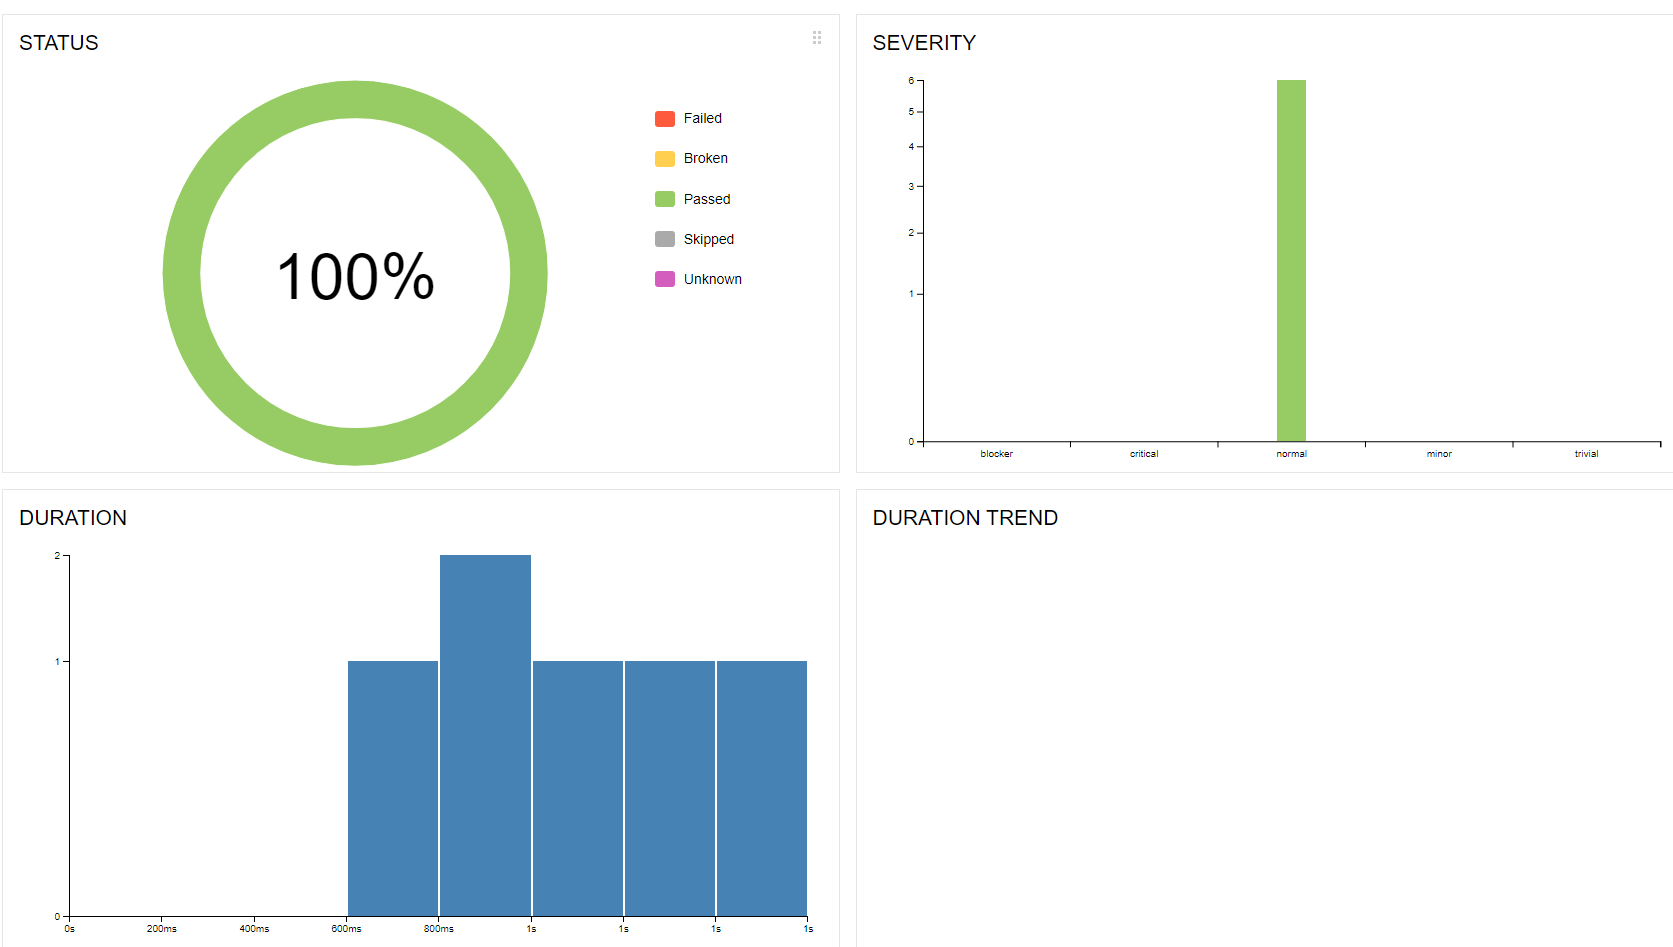 STATUS
100%
Failed
Broken
Passed
Skipped
Unknown
SEVERITY
6
5
4
3
2
1
0
blocker critical normal minor trivial
DURATION
2
1
0
0s 200ms 400ms 600ms 800ms 1s 1s 1s 1s
DURATION TREND